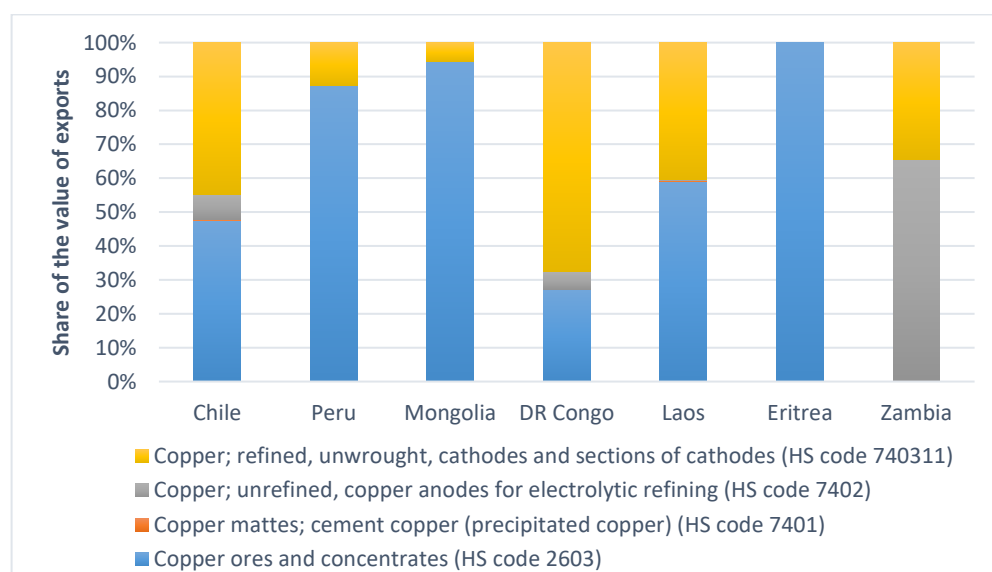 Share of the value of exports
100%
90%
80%
70%
60%
50%
40%
30%
20%
10%
0%
Chile Peru Mongolia DR Congo Laos Eritrea Zambia
Copper; refined, unwrought, cathodes and sections of cathodes (HS code 740311)
Copper; unrefined, copper anodes for electrolytic refining (HS code 7402)
Copper mattes; cement copper (precipitated copper) (HS code 7401)
Copper ores and concentrates (HS code 2603)